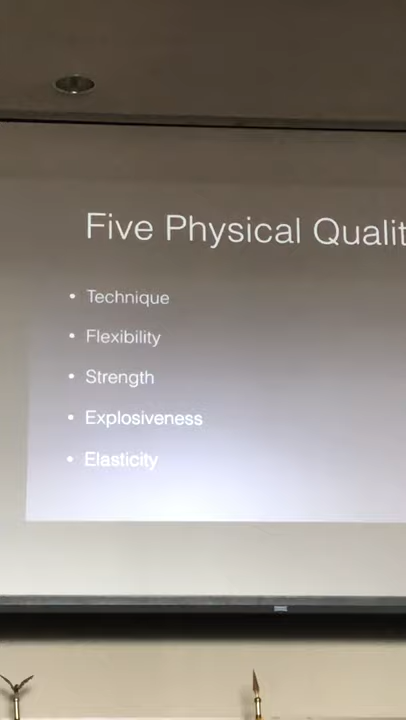 Five Physical Qualit
• Technique
• Flexibility
• Strength
• Explosiveness
• Elasticity